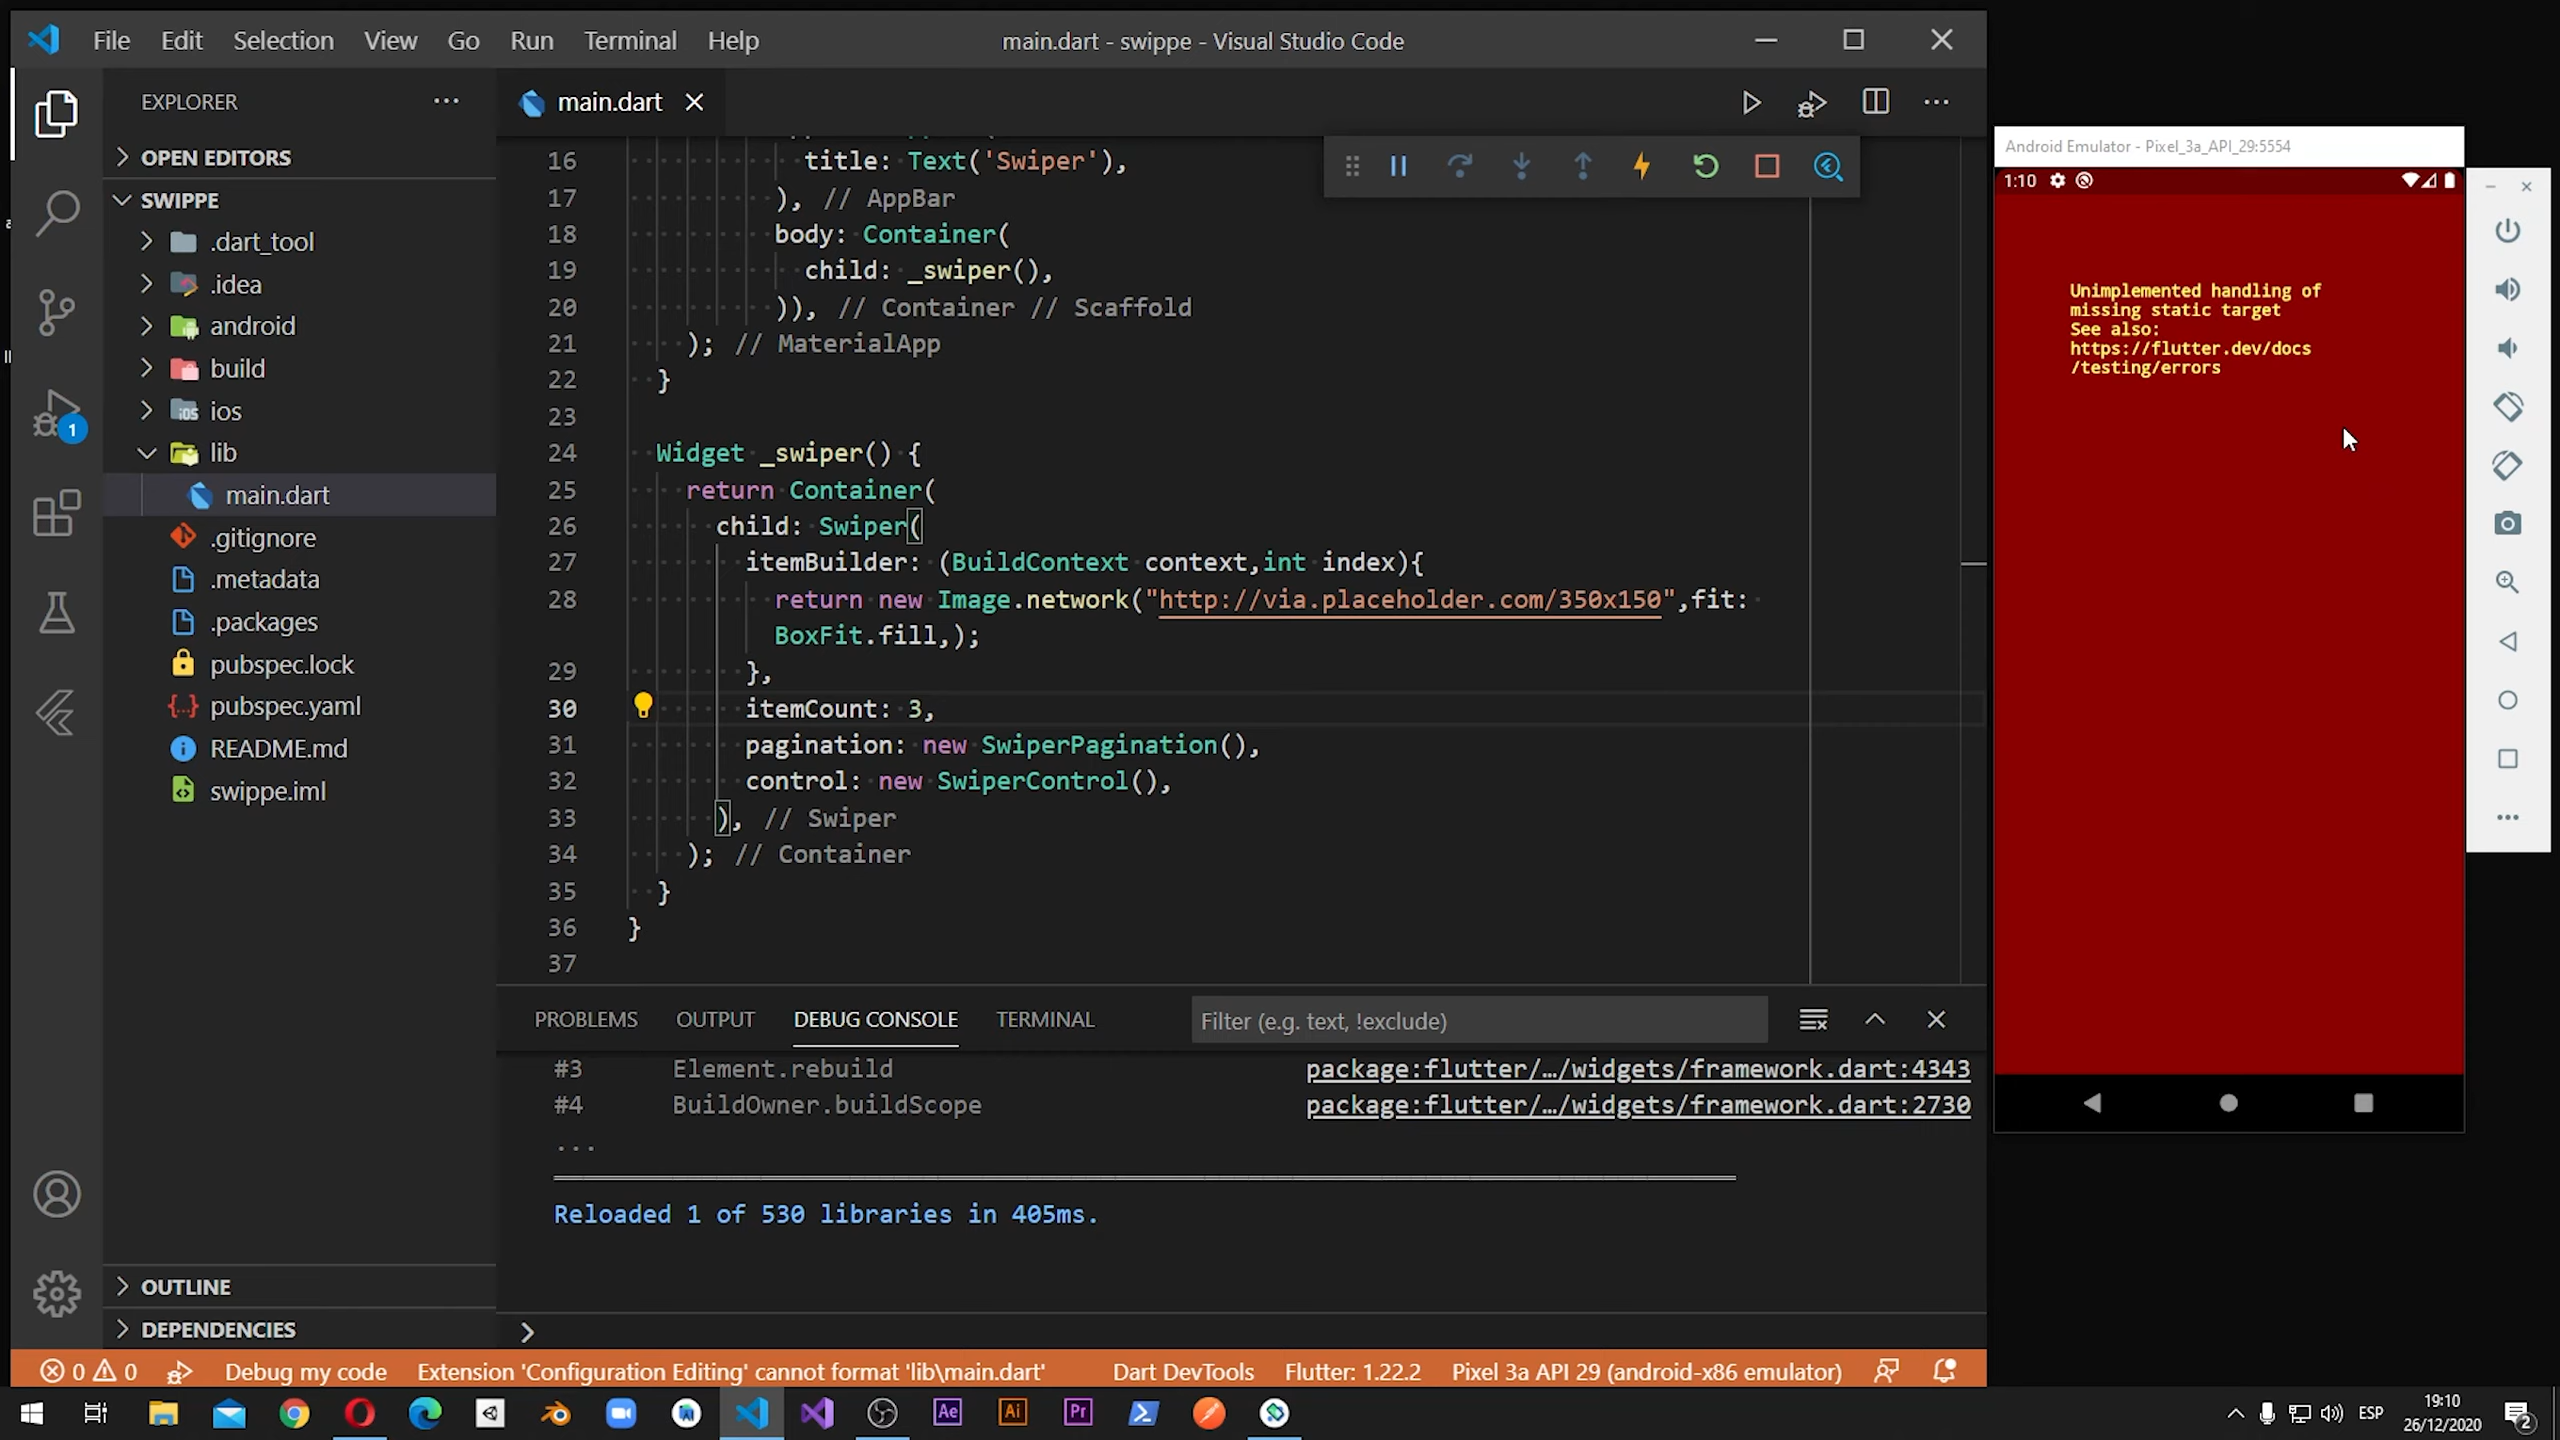 File Edit Selection View Go Run Terminal Help
main.dart - swippe - Visual Studio Code
EXPLORER
OPEN EDITORS
SWIPPE
.dart_tool
.idea
android
build
ios
lib
main.dart
.gitignore
.metadata
.packages
pubspec.lock
pubspec.yaml
README.md
swippe.iml
OUTLINE
DEPENDENCIES
1
main.dart
16 title: Text('Swiper'),
17 ), // AppBar
18 body: Container(
19 child: _swiper(),
20 )), // Container // Scaffold
21 ); // MaterialApp
22 }
23
24 Widget _swiper() {
25 return Container(
26 child: Swiper(
27 itemBuilder: (BuildContext context,int index){
28 return new Image.network("http://via.placeholder.com/350x150",fit:
BoxFit.fill,);
29 },
30 itemCount: 3,
31 pagination: new SwiperPagination(),
32 control: new SwiperControl(),
33 ), // Swiper
34 ); // Container
35 }
36 }
37
PROBLEMS OUTPUT DEBUG CONSOLE TERMINAL
Filter (e.g. text, !exclude)
#3 Element.rebuild package:flutter/…/widgets/framework.dart:4343
#4 BuildOwner.buildScope package:flutter/…/widgets/framework.dart:2730
...
Reloaded 1 of 530 libraries in 405ms.
0 0 Debug my code Extension 'Configuration Editing' cannot format 'lib\main.dart' Dart DevTools Flutter: 1.22.2 Pixel 3a API 29 (android-x86 emulator)
Android Emulator - Pixel_3a_API_29:5554
1:10
Unimplemented handling of
missing static target
See also:
https://flutter.dev/docs
/testing/errors
Ae Ai Pr
ESP
19:10
26/12/2020
2